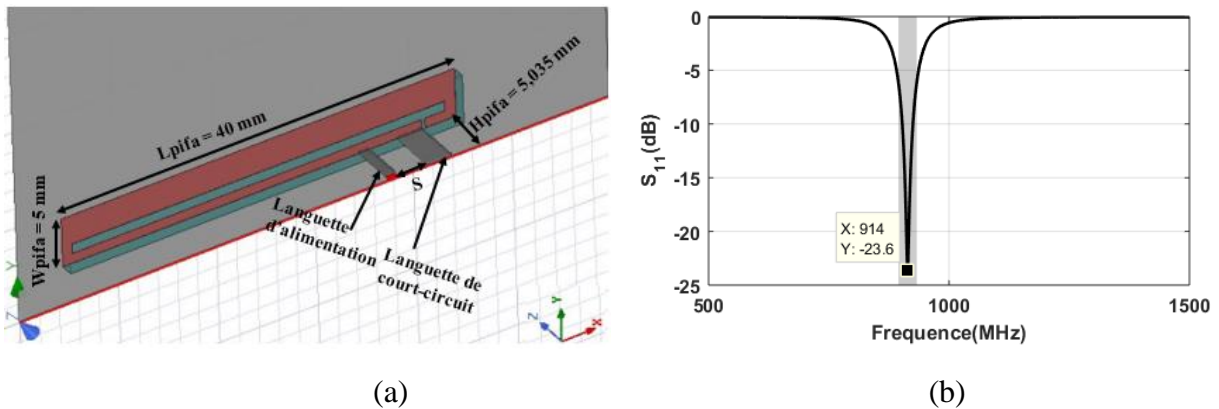 Lpifa = 40 mm
Hpifa = 5,035 mm
Wpifa = 5 mm
S
Languette
d'alimentation
Languette de
court-circuit
Y
Z
X
Y
Z
(a)
0
-5
-10
-15
-20
-25
S11(dB)
X: 914
Y: -23.6
500
1000
1500
Frequence(MHz)
(b)